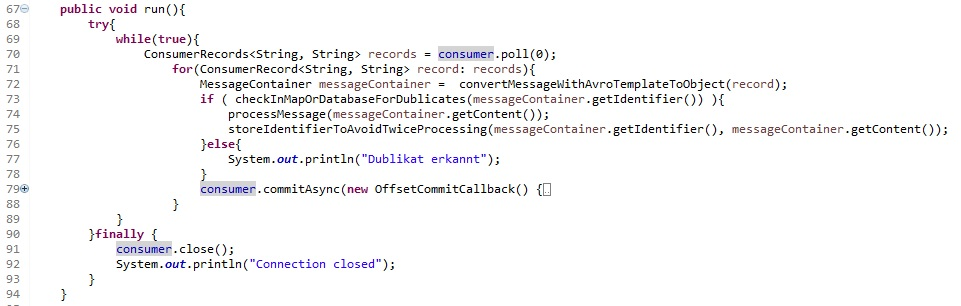 67 public void run(){
68 try{
69 while(true){
70 ConsumerRecords<String, String> records = consumer.poll(0);
71 for(ConsumerRecord<String, String> record: records){
72 MessageContainer messageContainer =  convertMessageWithAvroTemplateToObject(record);
73 if ( checkInMapOrDatabaseForDublicates(messageContainer.getIdentifier()) ){
74 processMessage(messageContainer.getContent());
75 storeIdentifierToAvoidTwiceProcessing(messageContainer.getIdentifier(), messageContainer.getContent());
76 }else{
77 System.out.println("Dublikat erkannt");
78 }
79 consumer.commitAsync(new OffsetCommitCallback() {
88 }
89 }
90 }finally {
91 consumer.close();
92 System.out.println("Connection closed");
93 }
94 }